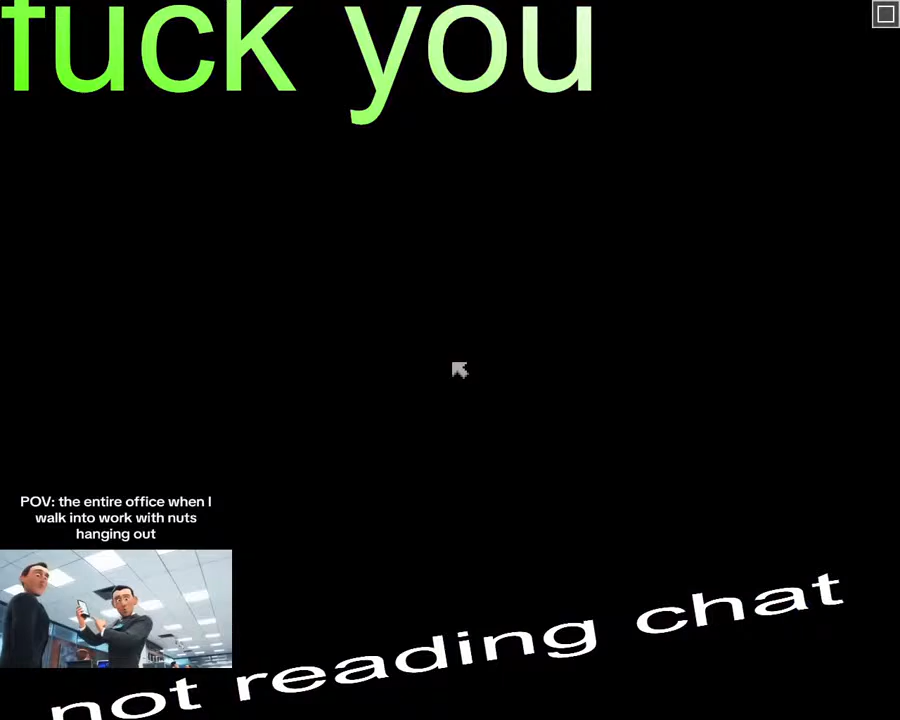 fuck you
POV: the entire office when I
walk into work with nuts
hanging out
not reading chat